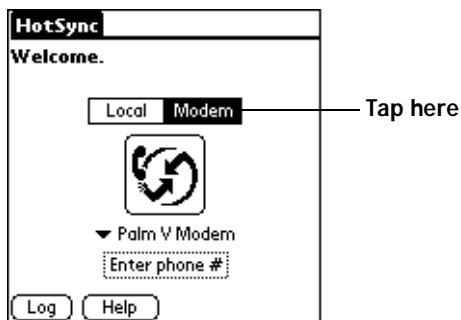 HotSync
Welcome.
Local Modem Tap here
Palm V Modem
Enter phone #
Log Help